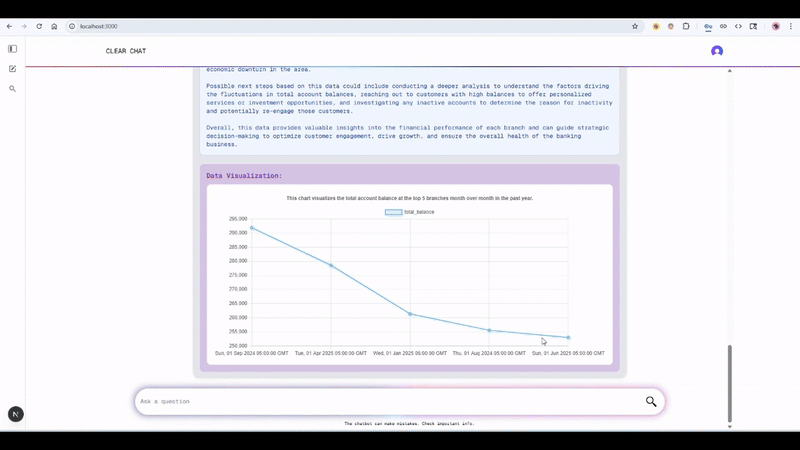 localhost:3000
CLEAR CHAT
economic downturn in the area.
Possible next steps based on this data could include conducting a deeper analysis to understand the factors driving
the fluctuations in total account balances, reaching out to customers with high balances to offer personalized
services or investment opportunities, and investigating any inactive accounts to determine the reason for inactivity
and potentially re-engage those customers.
Overall, this data provides valuable insights into the financial performance of each branch and can guide strategic
decision-making to optimize customer engagement, drive growth, and ensure the overall health of the banking
business.
Data Visualization:
This chart visualizes the total account balance at the top 5 branches month over month in the past year.
total_balance
295,000
290,000
285,000
280,000
275,000
270,000
265,000
260,000
255,000
250,000
Sun, 01 Sep 2024 05:00:00 GMT Tue, 01 Apr 2025 05:00:00 GMT Wed, 01 Jan 2025 06:00:00 GMT Thu, 01 Aug 2024 05:00:00 GMT Sun, 01 Jun 2025 05:00:00 GMT
Ask a question
N
The chatbot can make mistakes. Check important info.